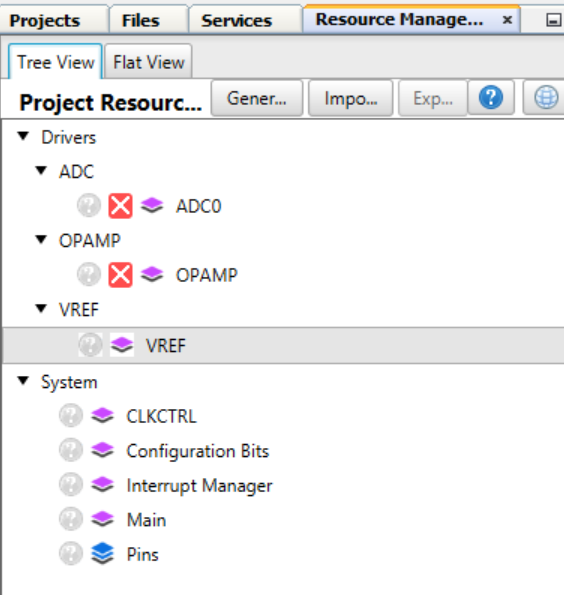 Projects Files Services Resource Manage... ×
Tree View Flat View
Project Resourc... Gener... Impo... Exp... ?
Drivers
ADC
? ADC0
OPAMP
? OPAMP
VREF
? VREF
System
? CLKCTRL
? Configuration Bits
? Interrupt Manager
? Main
? Pins